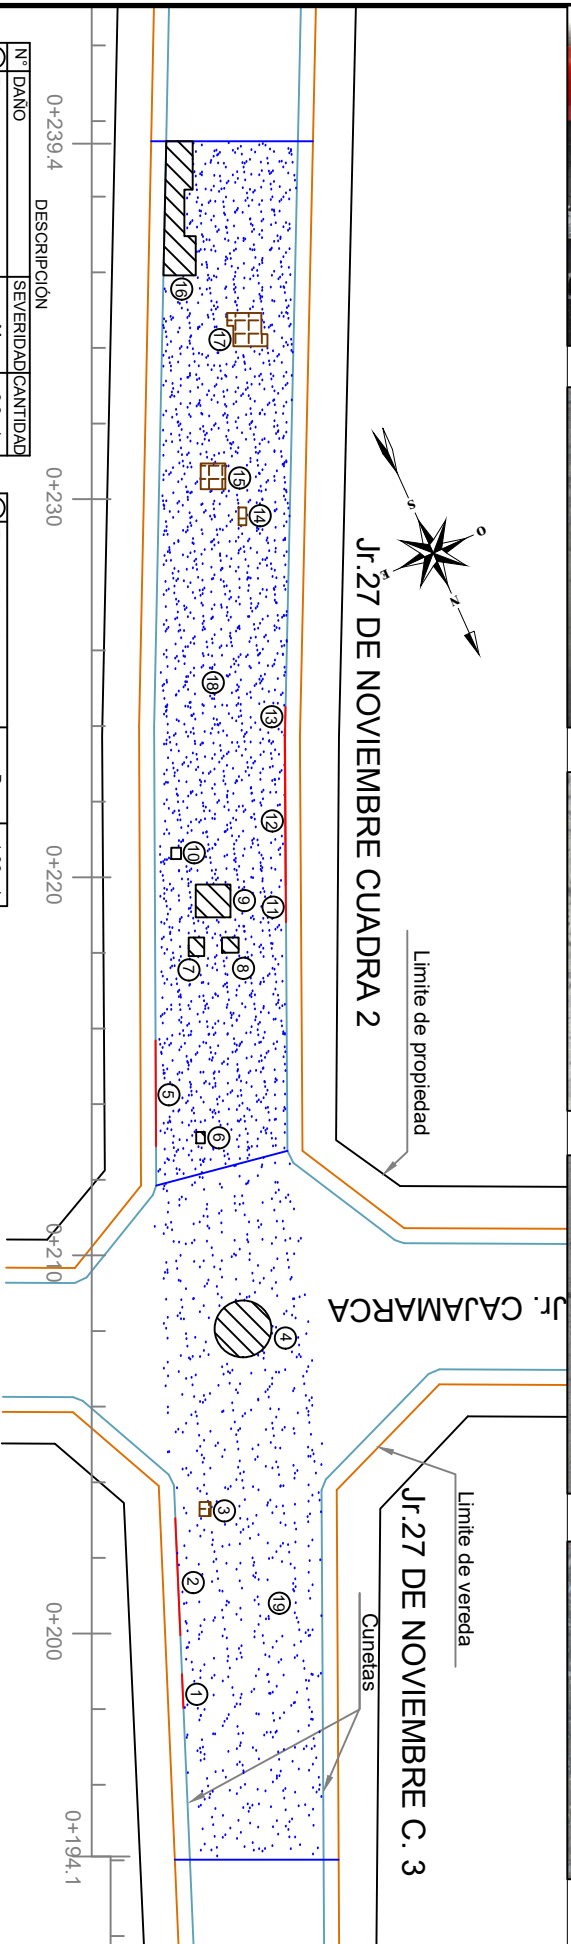 N° DAÑO
DESCRIPCIÓN
SEVERIDAD CANTIDAD
0+239.4
0+230
0+220
0+210
0+200
0+194.1
16
17
15
14
18
13
12
10
9
11
7
8
5
6
4
3
2
19
1
S
O
E
N
Jr.27 DE NOVIEMBRE CUADRA 2
Limite de propiedad
Jr. CAJAMARCA
Jr.27 DE NOVIEMBRE C. 3
Limite de vereda
Cunetas